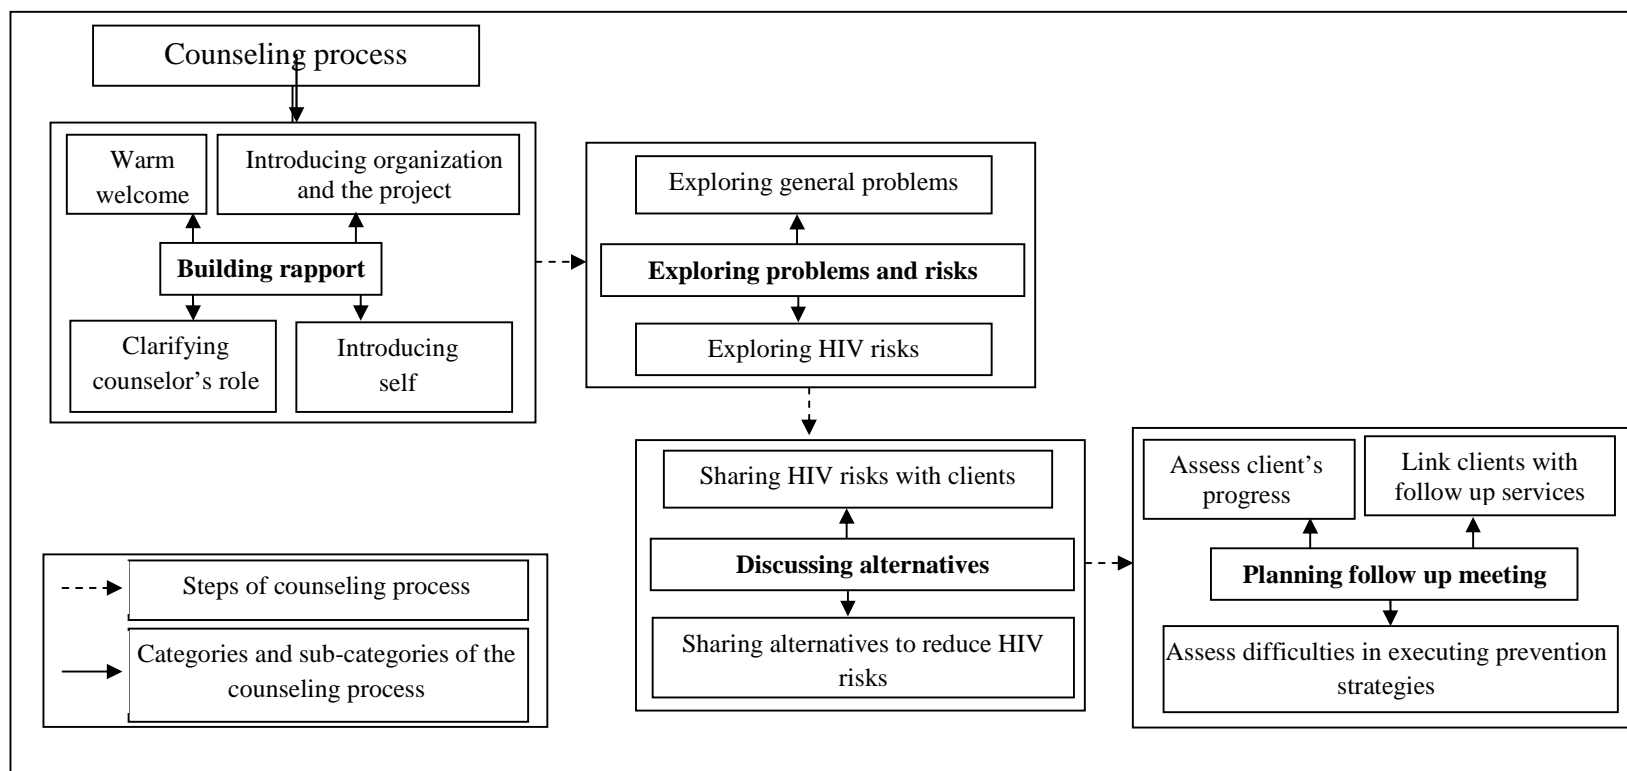 Counseling process
Warm
welcome
Introducing organization
and the project
Building rapport
Clarifying
counselor’s role
Introducing
self
Exploring general problems
Exploring problems and risks
Exploring HIV risks
Sharing HIV risks with clients
Discussing alternatives
Sharing alternatives to reduce HIV
risks
Assess client’s
progress
Link clients with
follow up services
Planning follow up meeting
Assess difficulties in executing prevention
strategies
Steps of counseling process
Categories and sub-categories of the
counseling process